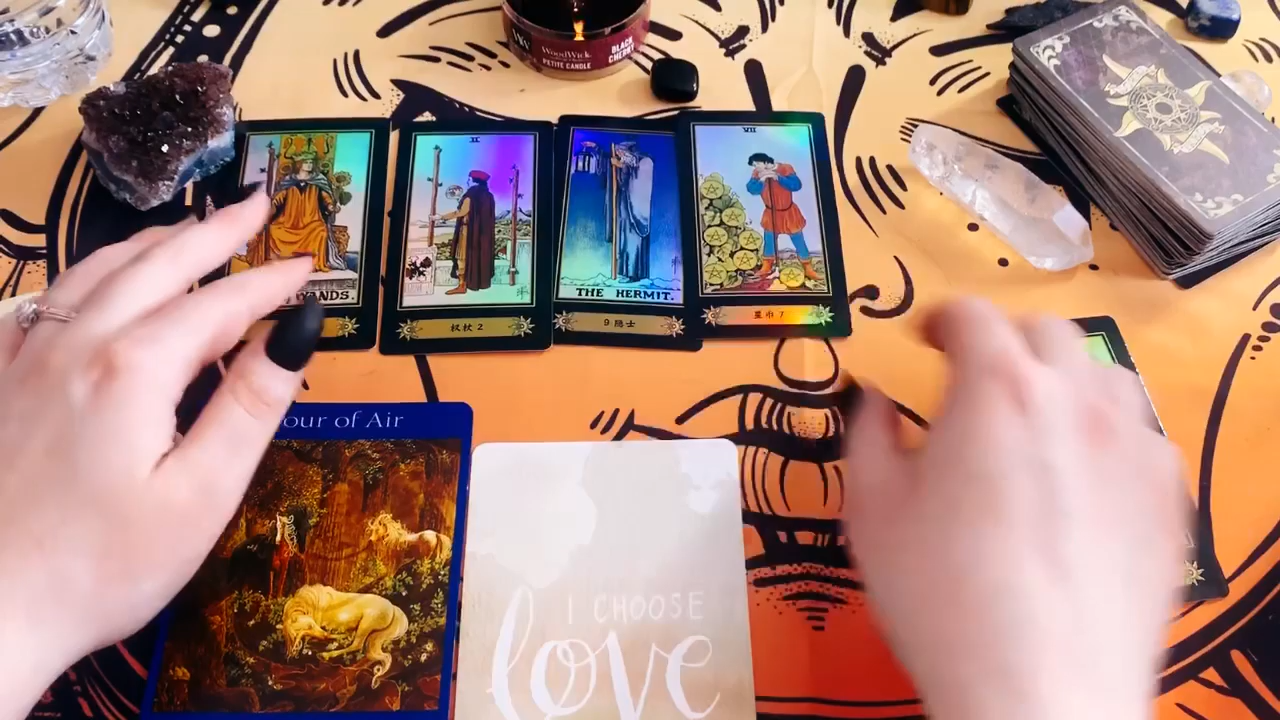 WoodWick
PETITE CANDLE
BLACK
CHERRY
II
VII
ANDS.
THE HERMIT.
权杖 2
9 隐士
星币 7
our of Air
I CHOOSE
love